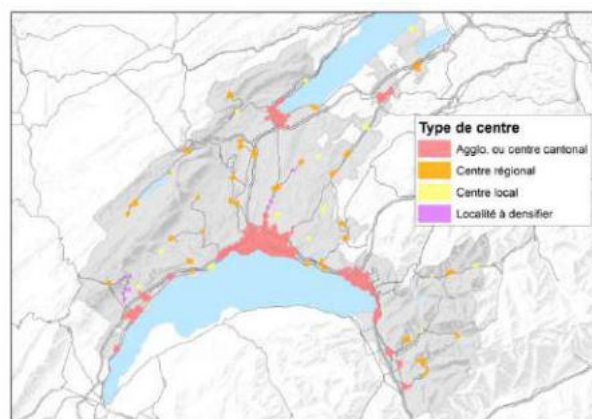 Type de centre
Agglo. ou centre cantonal
Centre régional
Centre local
Localité à densifier